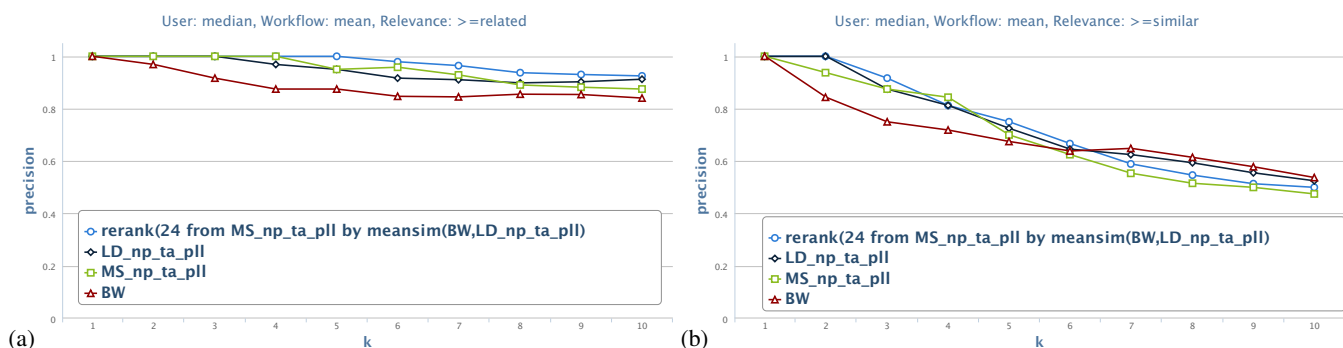 User: median, Workflow: mean, Relevance: >=related
1
0.8
0.6
0.4
0.2
0
precision
rerank(24 from MS_np_ta_pll by meansim(BW,LD_np_ta_pll)
LD_np_ta_pll
MS_np_ta_pll
BW
1 2 3 4 5 6 7 8 9 10
k
(a)
User: median, Workflow: mean, Relevance: >=similar
1
0.8
0.6
0.4
0.2
0
precision
rerank(24 from MS_np_ta_pll by meansim(BW,LD_np_ta_pll)
LD_np_ta_pll
MS_np_ta_pll
BW
1 2 3 4 5 6 7 8 9 10
k
(b)